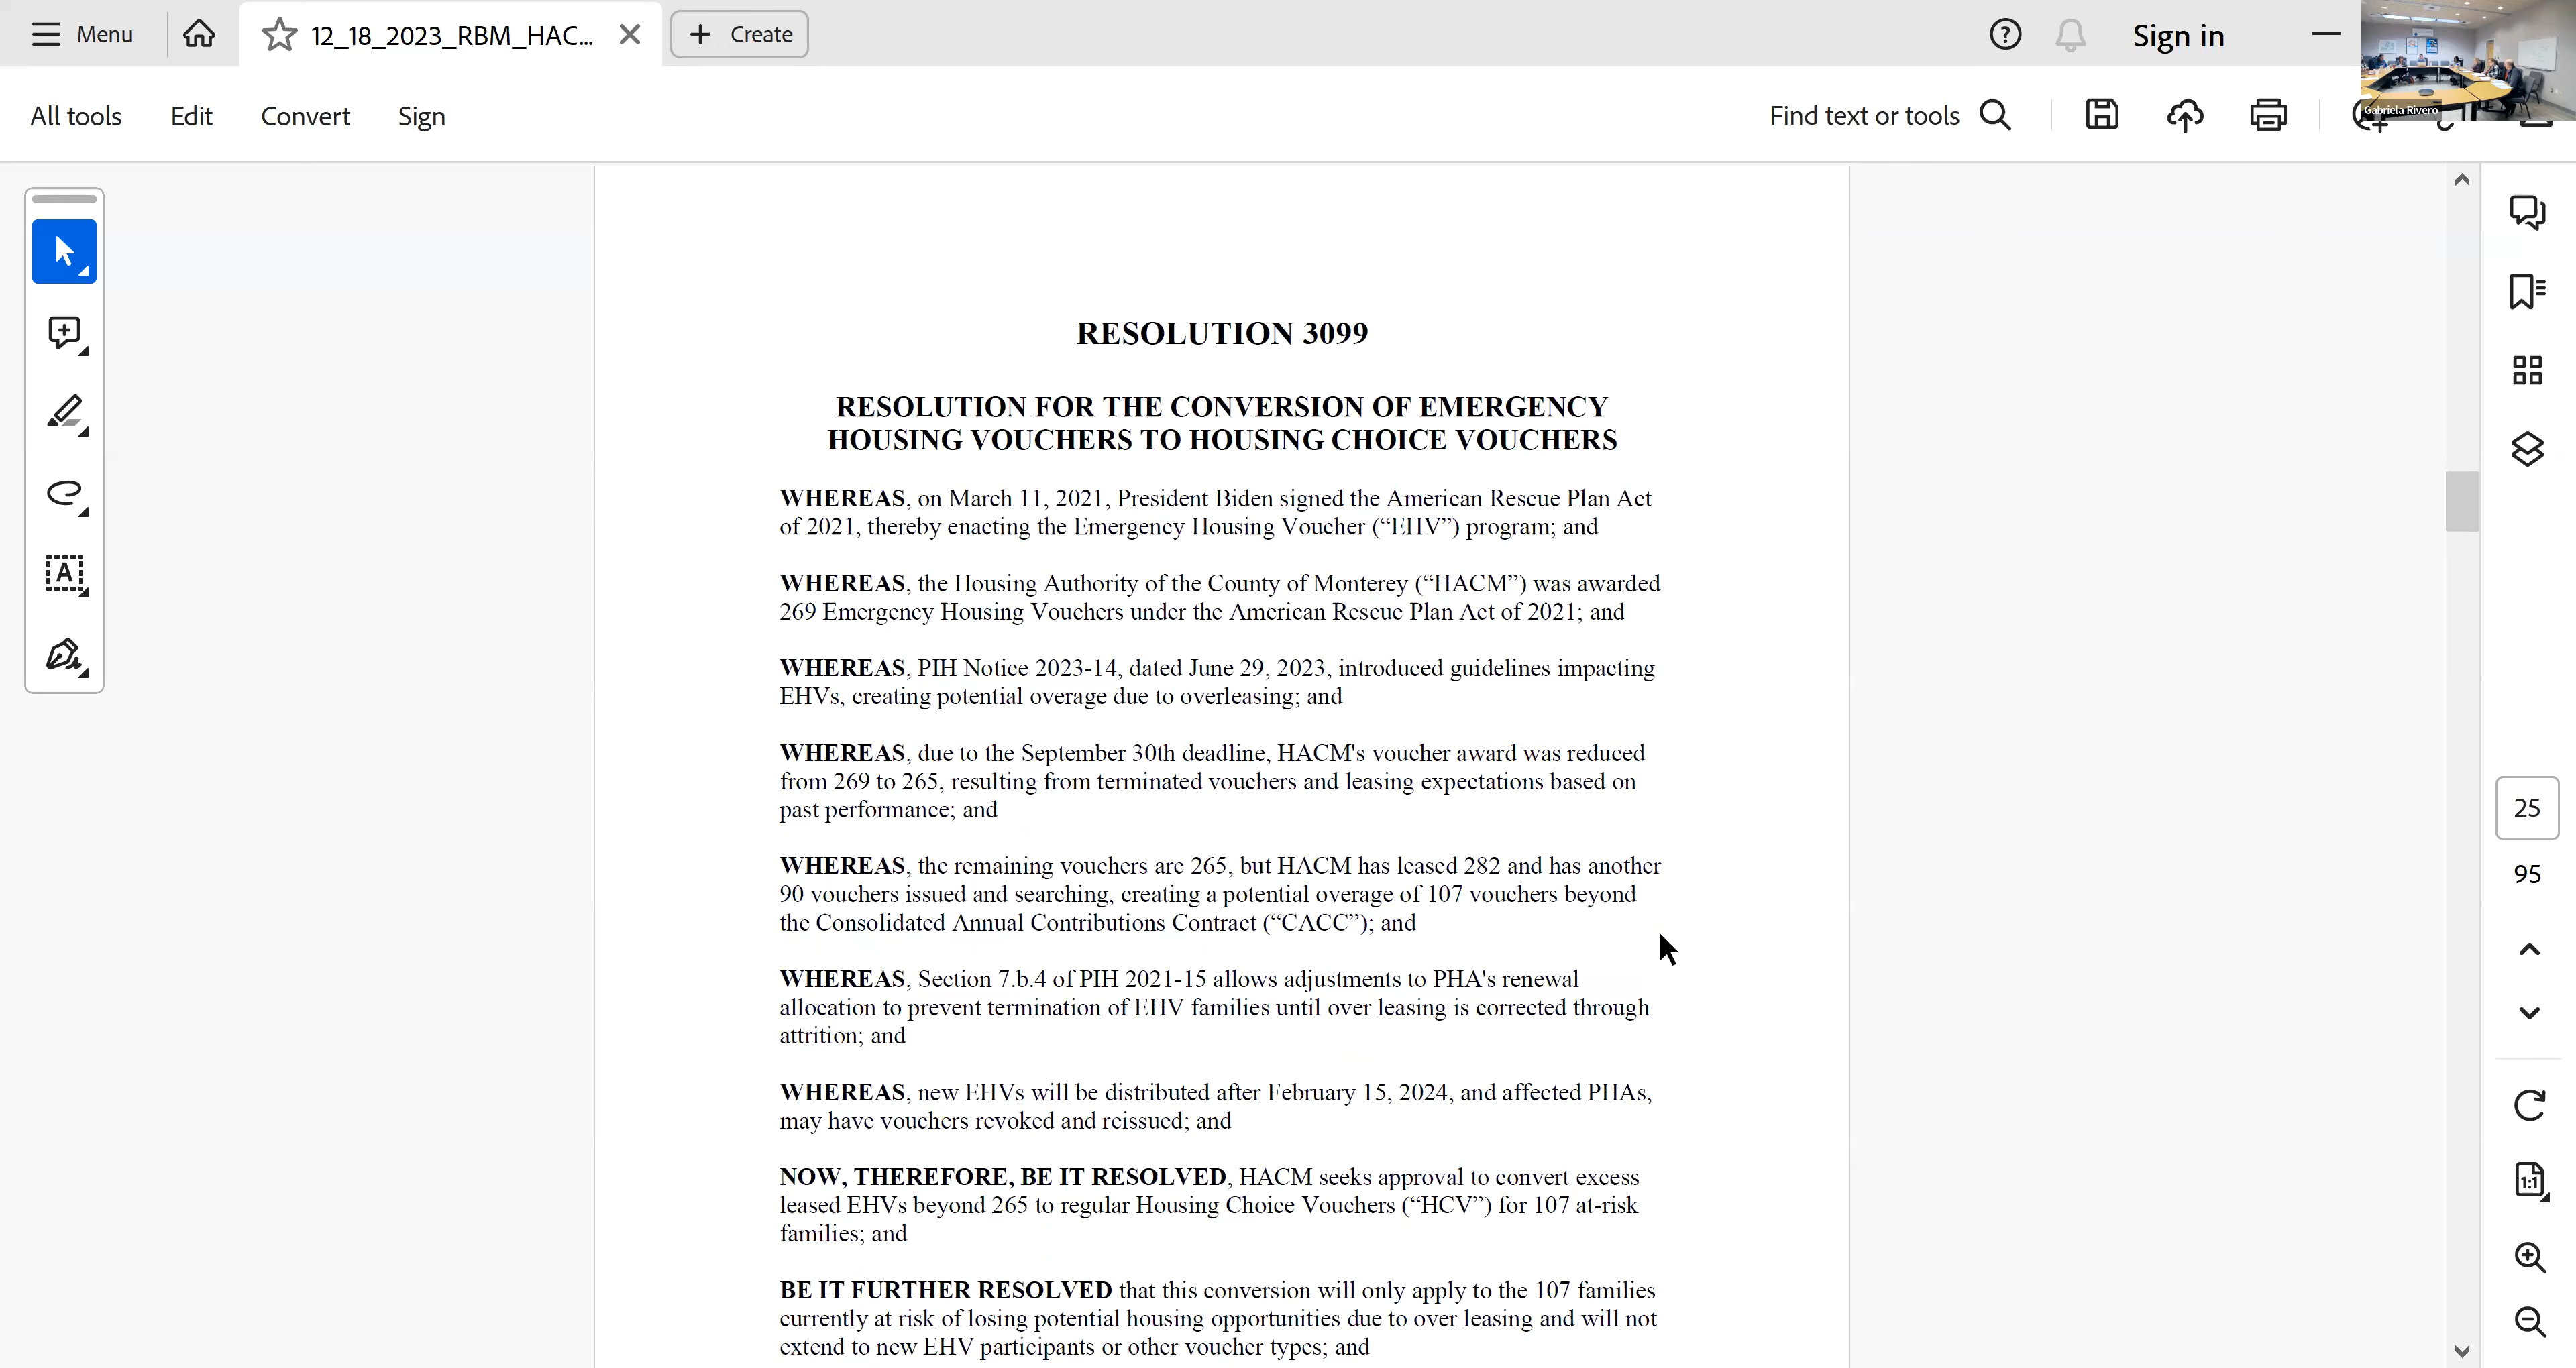 Menu
12_18_2023_RBM_HAC...
Create
Sign in
All tools
Edit
Convert
Sign
Find text or tools
Gabriela Rivero
RESOLUTION 3099
RESOLUTION FOR THE CONVERSION OF EMERGENCY
HOUSING VOUCHERS TO HOUSING CHOICE VOUCHERS
WHEREAS, on March 11, 2021, President Biden signed the American Rescue Plan Act
of 2021, thereby enacting the Emergency Housing Voucher (“EHV”) program; and
WHEREAS, the Housing Authority of the County of Monterey (“HACM”) was awarded
269 Emergency Housing Vouchers under the American Rescue Plan Act of 2021; and
WHEREAS, PIH Notice 2023-14, dated June 29, 2023, introduced guidelines impacting
EHVs, creating potential overage due to overleasing; and
WHEREAS, due to the September 30th deadline, HACM's voucher award was reduced
from 269 to 265, resulting from terminated vouchers and leasing expectations based on
past performance; and
WHEREAS, the remaining vouchers are 265, but HACM has leased 282 and has another
90 vouchers issued and searching, creating a potential overage of 107 vouchers beyond
the Consolidated Annual Contributions Contract (“CACC”); and
WHEREAS, Section 7.b.4 of PIH 2021-15 allows adjustments to PHA's renewal
allocation to prevent termination of EHV families until over leasing is corrected through
attrition; and
WHEREAS, new EHVs will be distributed after February 15, 2024, and affected PHAs,
may have vouchers revoked and reissued; and
NOW, THEREFORE, BE IT RESOLVED, HACM seeks approval to convert excess
leased EHVs beyond 265 to regular Housing Choice Vouchers (“HCV”) for 107 at-risk
families; and
BE IT FURTHER RESOLVED that this conversion will only apply to the 107 families
currently at risk of losing potential housing opportunities due to over leasing and will not
extend to new EHV participants or other voucher types; and
25
95
1:1